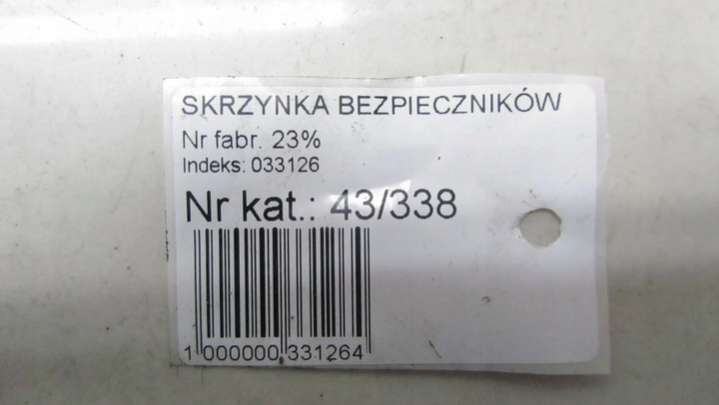 SKRZYNKA BEZPIECZNIKÓW
Nr fabr. 23%
Indeks: 033126
Nr kat.: 43/338
1 000000 331264